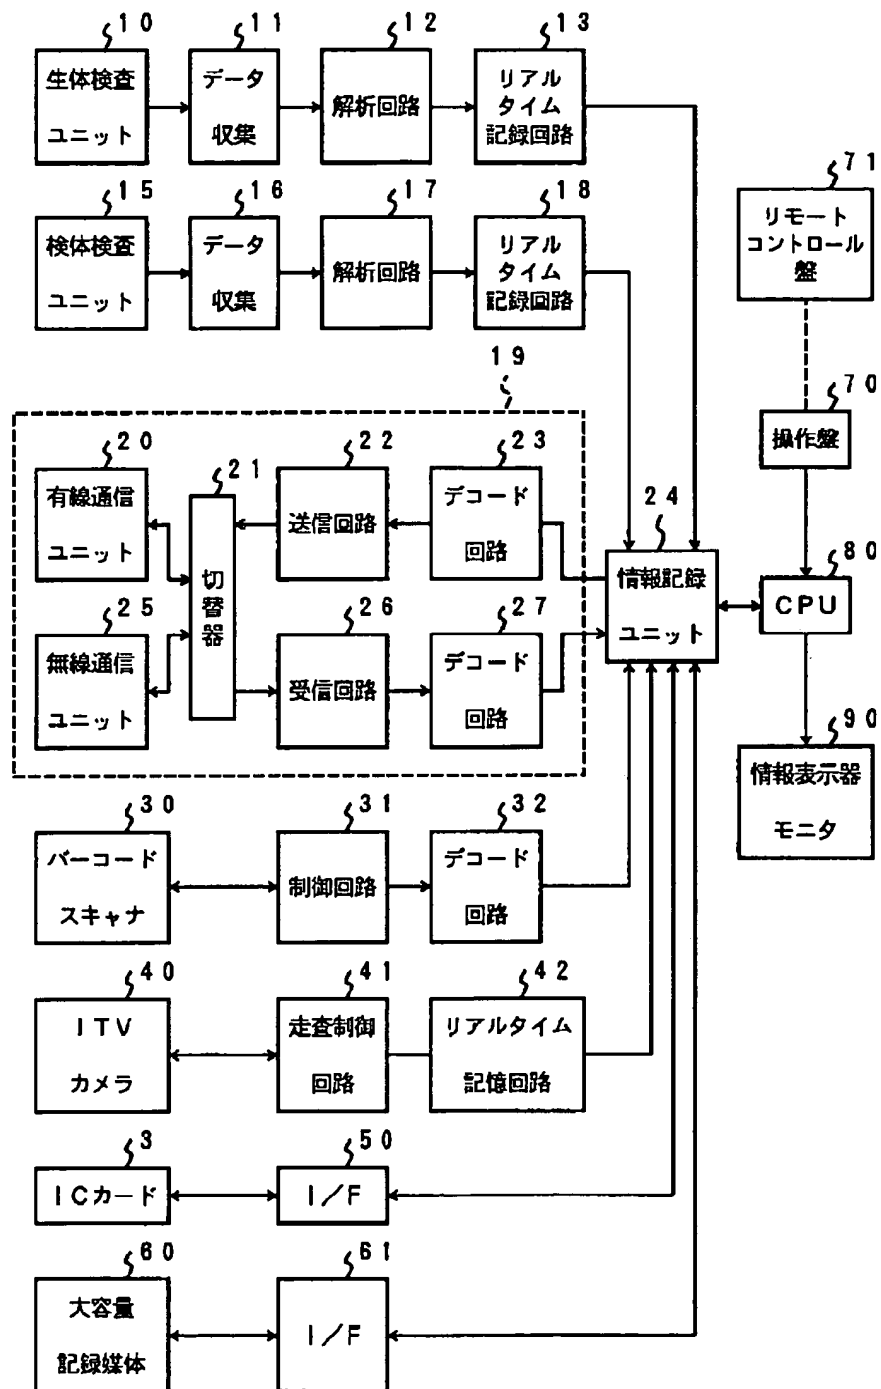 10
生体検査
ユニット
11
データ
収集
12
解析回路
13
リアル
タイム
記録回路
15
検体検査
ユニット
16
データ
収集
17
解析回路
18
リアル
タイム
記録回路
71
リモート
コントロール
盤
70
操作盤
19
20
有線通信
ユニット
21
切
替
器
22
送信回路
23
デコード
回路
24
情報記録
ユニット
80
CPU
25
無線通信
ユニット
26
受信回路
27
デコード
回路
90
情報表示器
モニタ
30
バーコード
スキャナ
31
制御回路
32
デコード
回路
40
ITV
カメラ
41
走査制御
回路
42
リアルタイム
記憶回路
3
ICカード
50
I/F
60
大容量
記録媒体
61
I/F